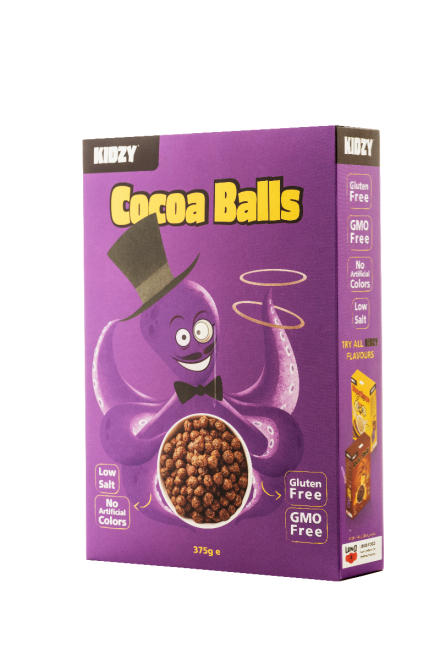 KIDZY
Cocoa Balls
Low
Salt
No
Artificial
Colors
Gluten
Free
GMO
Free
375g e
KIDZY
Gluten
Free
GMO
Free
No
Artificial
Colors
Low
Salt
TRY ALL KIDZY
FLAVOURS